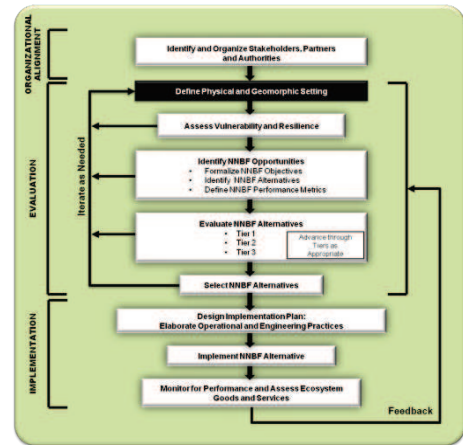 ORGANIZATIONAL
ALIGNMENT
Identify and Organize Stakeholders, Partners
and Authorities
EVALUATION
Iterate as Needed
Define Physical and Geomorphic Setting
Assess Vulnerability and Resilience
Identify NNBF Opportunities
• Formalize NNBF Objectives
• Identify NNBF Alternatives
• Define NNBF Performance Metrics
Evaluate NNBF Alternatives
• Tier 1
• Tier 2
• Tier 3
Advance through
Tiers as
Appropriate
Select NNBF Alternatives
IMPLEMENTATION
Design Implementation Plan:
Elaborate Operational and Engineering Practices
Implement NNBF Alternative
Monitor for Performance and Assess Ecosystem
Goods and Services
Feedback